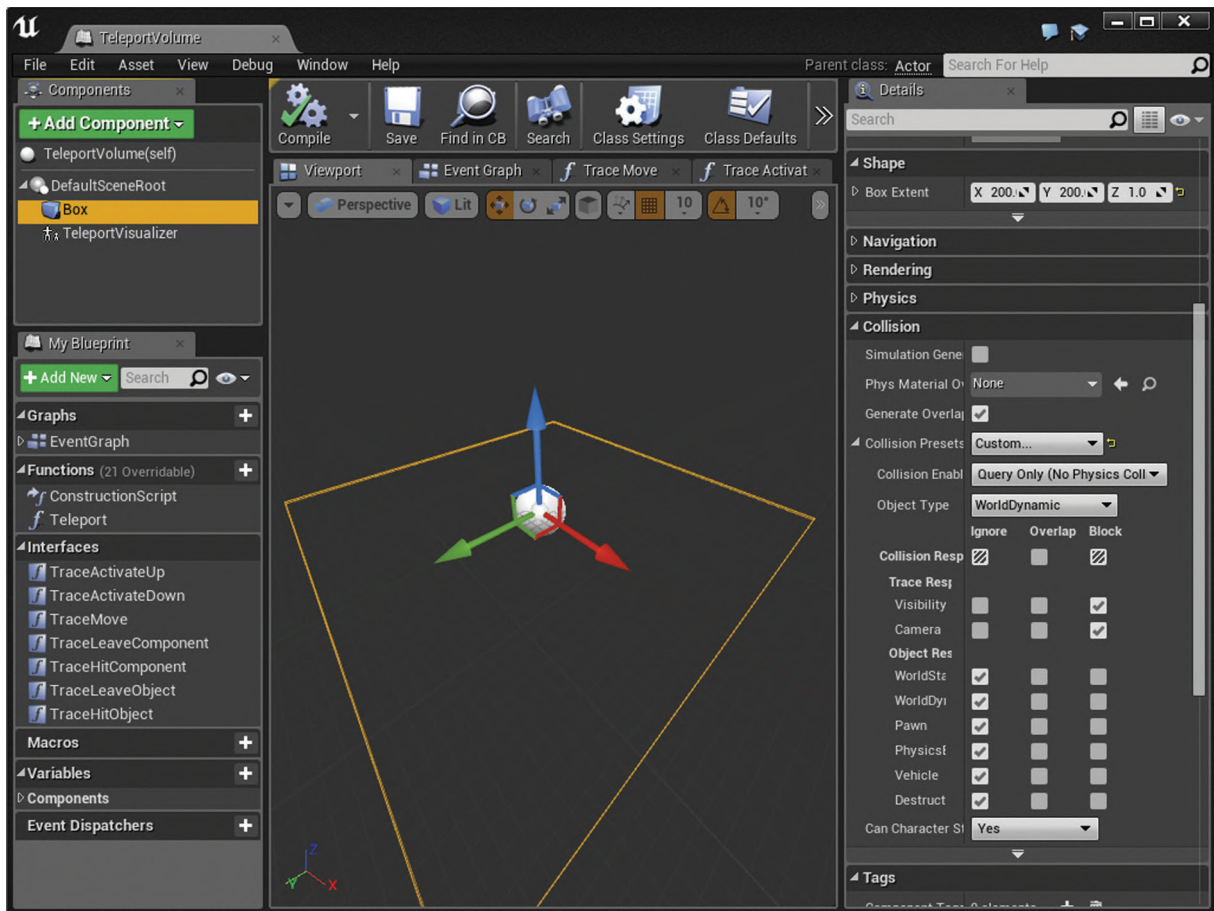 TeleportVolume
File Edit Asset View Debug Window Help
Parent class: Actor
Search For Help
Components
+Add Component
TeleportVolume(self)
DefaultSceneRoot
Box
TeleportVisualizer
My Blueprint
+Add New
Search
Graphs
EventGraph
Functions (21 Overridable)
ConstructionScript
Teleport
Interfaces
TraceActivateUp
TraceActivateDown
TraceMove
TraceLeaveComponent
TraceHitComponent
TraceLeaveObject
TraceHitObject
Macros
Variables
Components
Event Dispatchers
Compile Save Find in CB Search Class Settings Class Defaults
Viewport Event Graph Trace Move Trace Activat
Perspective Lit 10 10°
Z
Y X
Details
Search
Shape
Box Extent X 200. Y 200. Z 1.0
Navigation
Rendering
Physics
Collision
Simulation Gene
Phys Material Ov None
Generate Overlap
Collision Presets Custom...
Collision Enabl Query Only (No Physics Coll
Object Type WorldDynamic
Ignore Overlap Block
Collision Resp
Trace Resp
Visibility
Camera
Object Res
WorldSta
WorldDyn
Pawn
PhysicsB
Vehicle
Destruct
Can Character St Yes
Tags